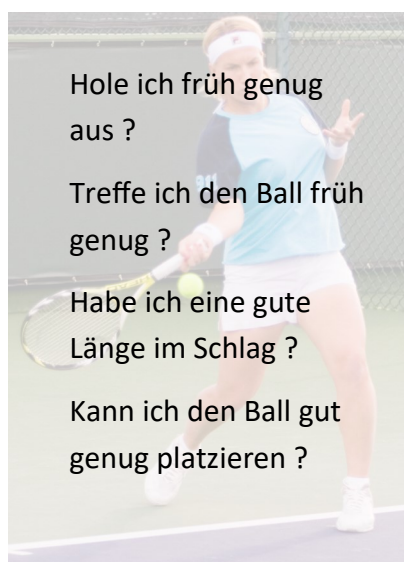 Hole ich früh genug
aus ?
Treffe ich den Ball früh
genug ?
Habe ich eine gute
Länge im Schlag ?
Kann ich den Ball gut
genug platzieren ?